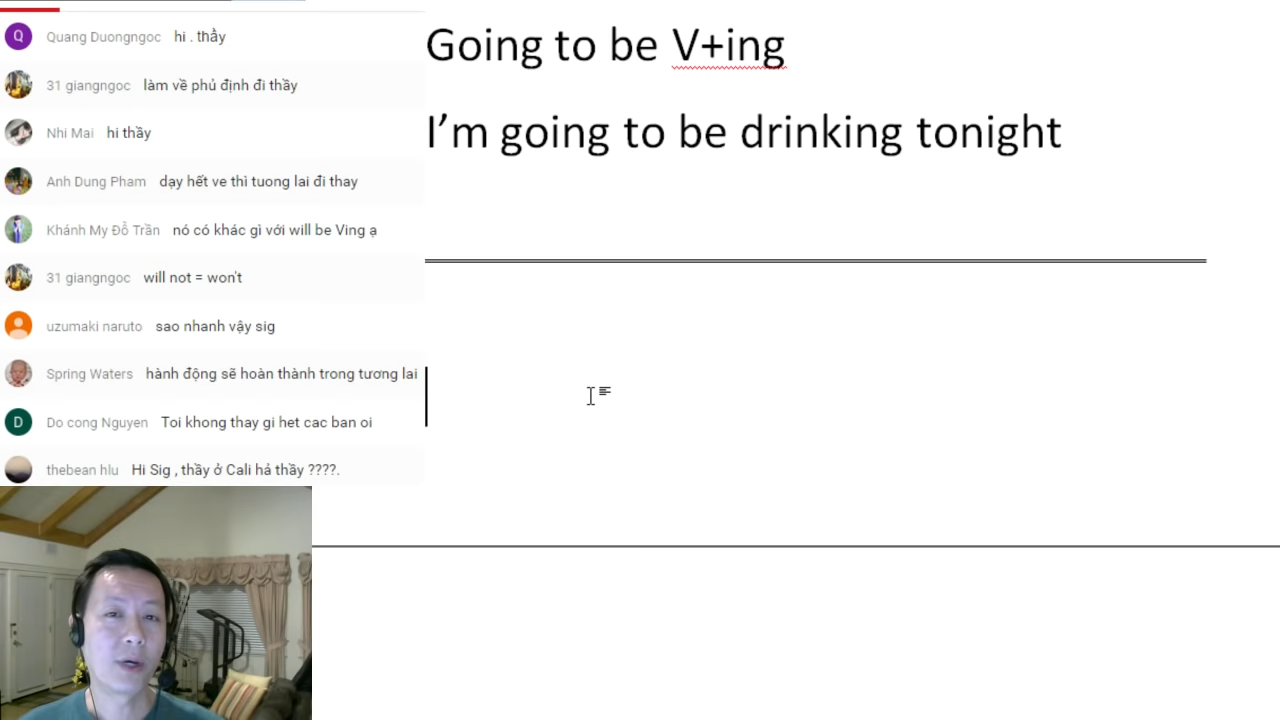 Q Quang Duongngoc hi . thầy
31 giangngoc làm về phủ định đi thầy
Nhi Mai hi thầy
Anh Dung Pham dạy hết ve thì tuong lai đi thay
Khánh My Đỗ Trần nó có khác gì với will be Ving ạ
31 giangngoc will not = won't
uzumaki naruto sao nhanh vậy sig
Spring Waters hành động sẽ hoàn thành trong tương lai
D Do cong Nguyen Toi khong thay gi het cac ban oi
thebean hlu Hi Sig , thầy ở Cali hả thầy ????.
Going to be V+ing
I’m going to be drinking tonight